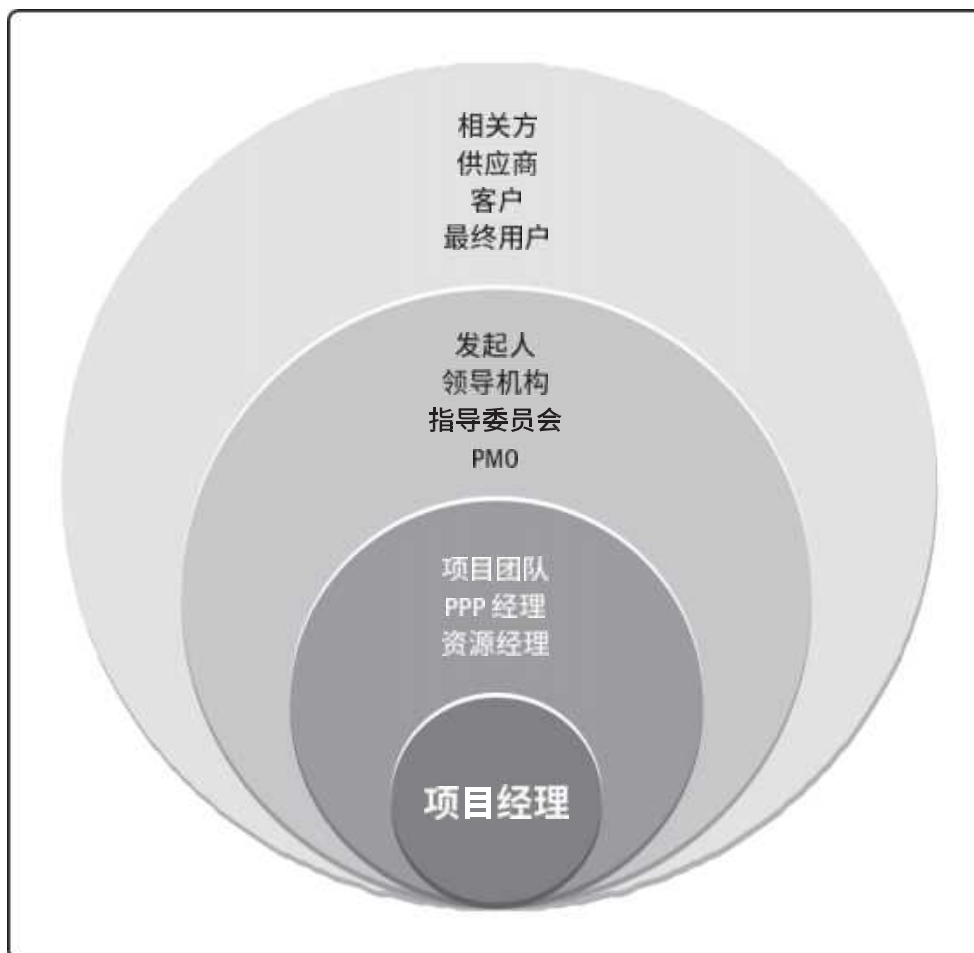 相关方
供应商
客户
最终用户
发起人
领导机构
指导委员会
PMO
项目团队
PPP 经理
资源经理
项目经理